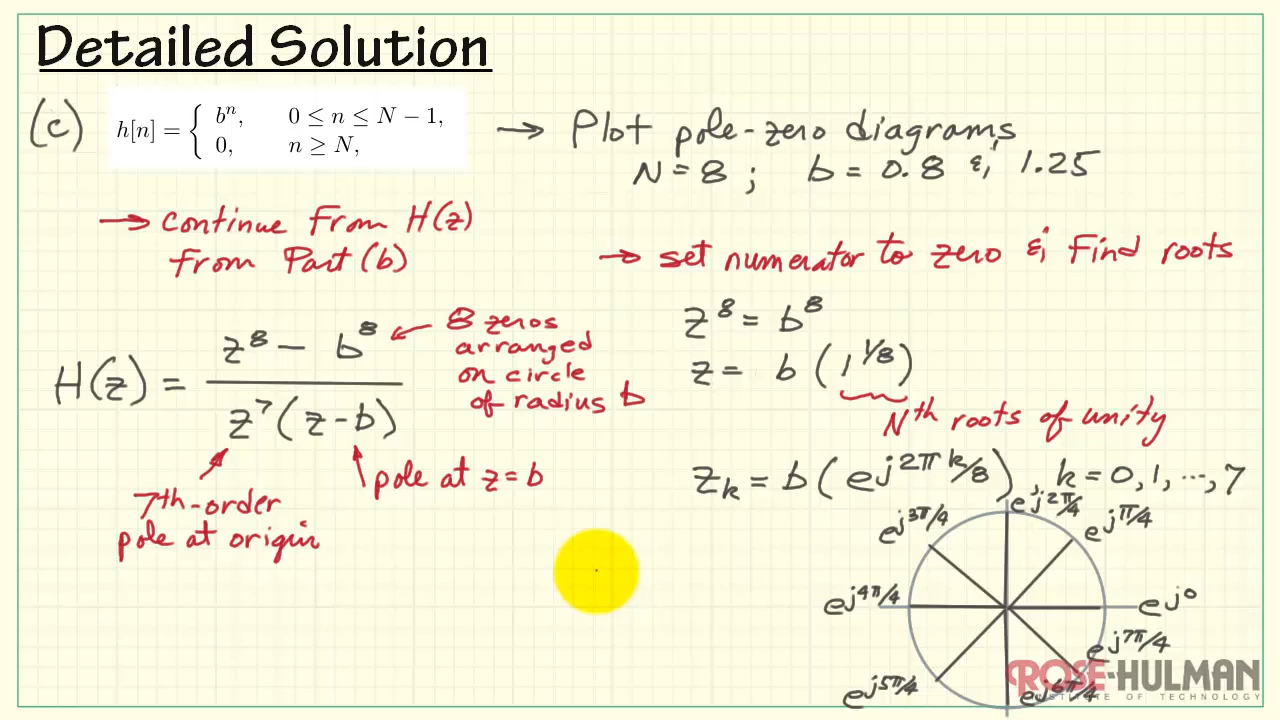 Detailed Solution
(c) h[n] = { b^n, 0 ≤ n ≤ N − 1,
0, n ≥ N,
→ Plot pole-zero diagrams
N = 8 ; b = 0.8 & 1.25
→ continue from H(z)
from Part (b)
→ set numerator to zero & find roots
H(z) = (z^8 − b^8) / (z^7 (z − b))
← 8 zeros
arranged
on circle
of radius b
7th-order
pole at origin
pole at z = b
z^8 = b^8
z = b (1^{1/8})
Nth roots of unity
z_k = b (e^{j2πk/8}), k = 0, 1, ..., 7
e^{j2π/4}
e^{j3π/4}
e^{jπ/4}
e^{j4π/4}
e^{j0}
e^{j7π/4}
e^{j5π/4}
e^{j6π/4}
ROSE-HULMAN
INSTITUTE OF TECHNOLOGY